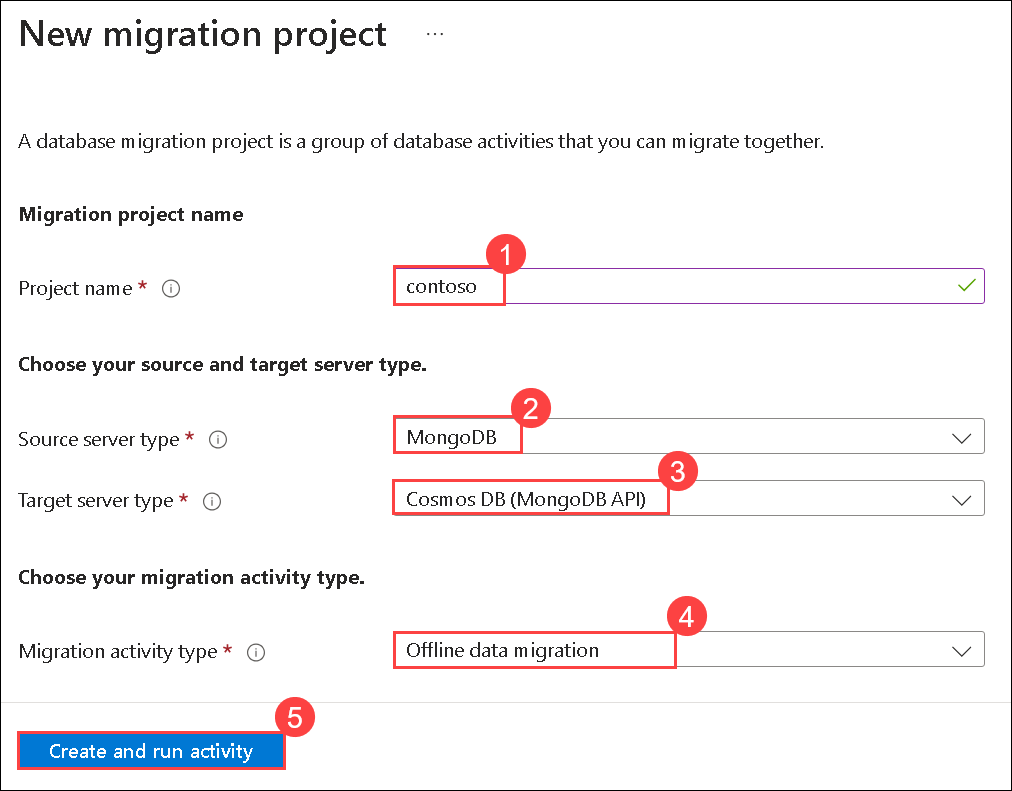 New migration project ...
A database migration project is a group of database activities that you can migrate together.
Migration project name
1
Project name * contoso
Choose your source and target server type.
2
Source server type * MongoDB
3
Target server type * Cosmos DB (MongoDB API)
Choose your migration activity type.
4
Migration activity type * Offline data migration
5
Create and run activity